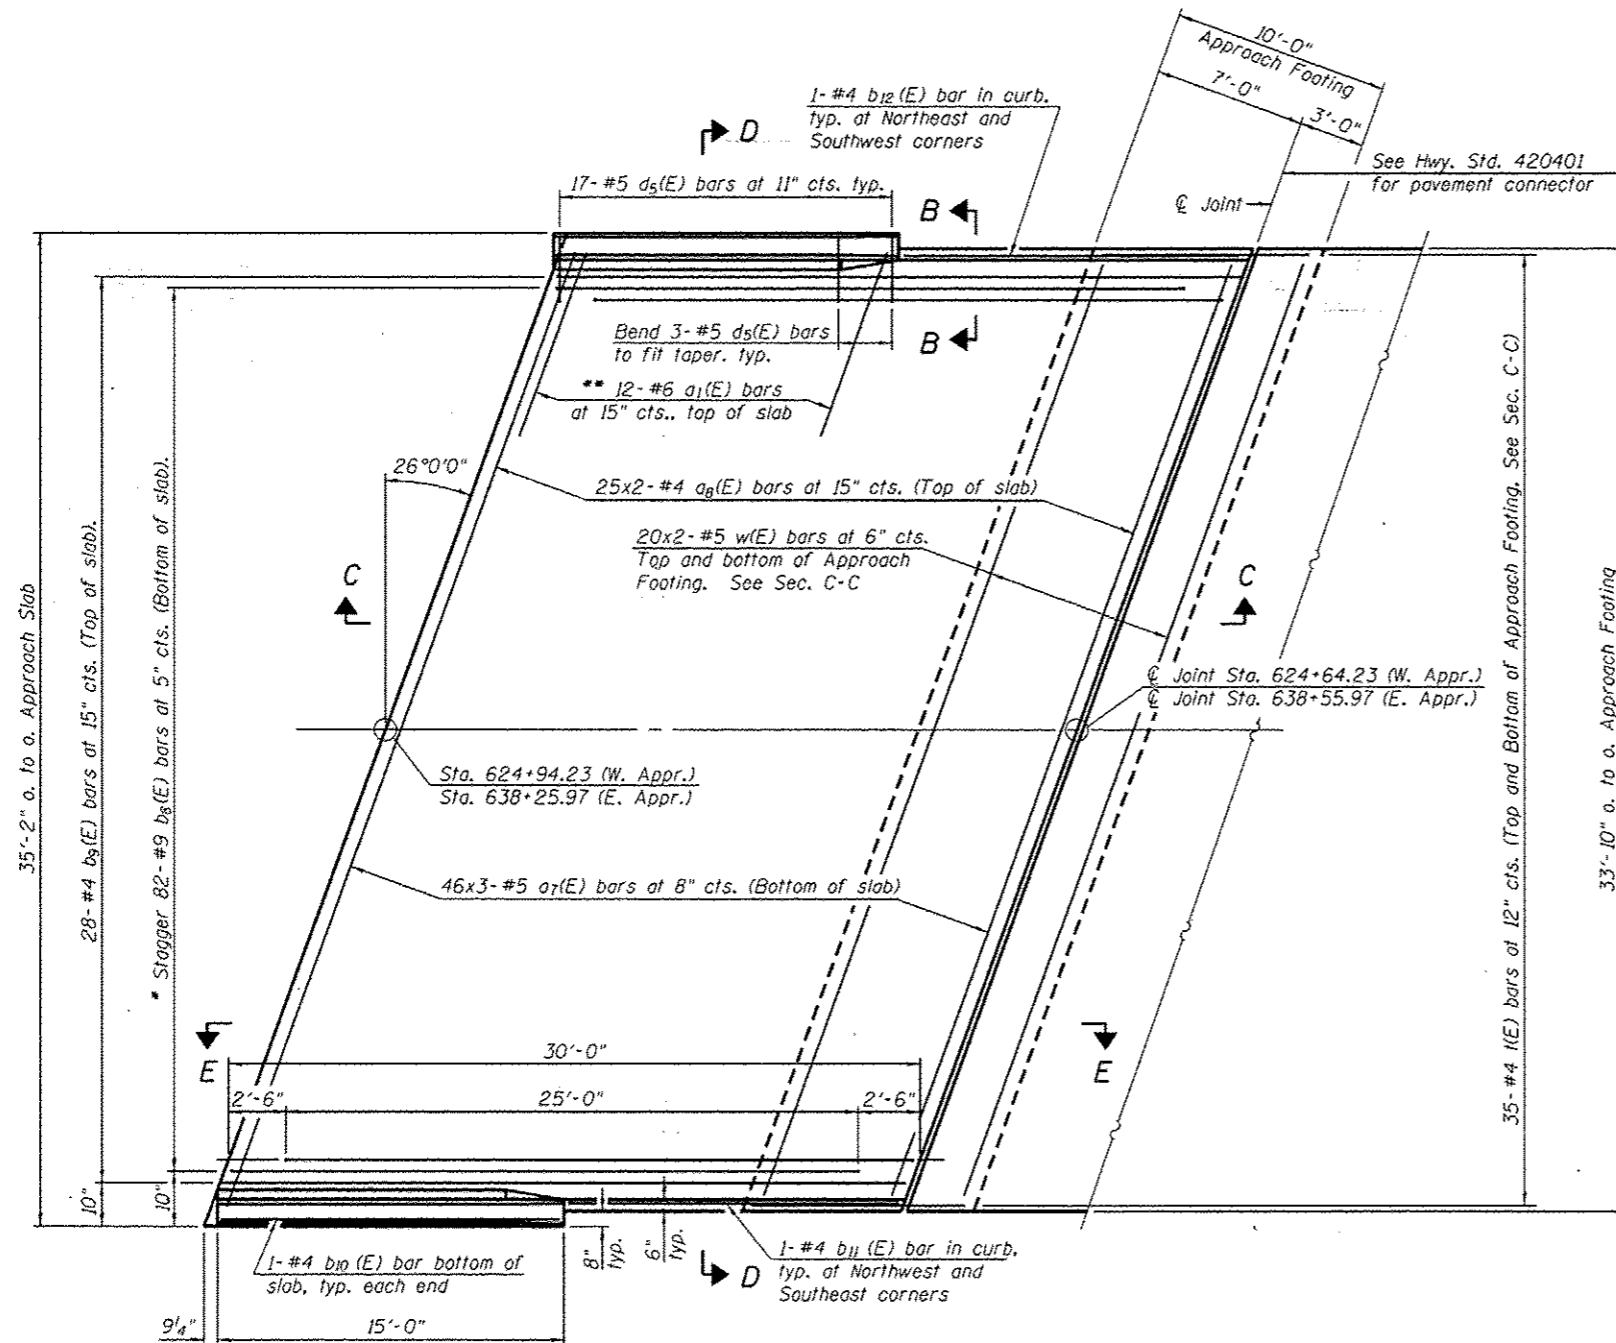 10'-0"
Approach Footing
7'-0"
3'-0"
1- #4 b12(E) bar in curb,
typ. at Northeast and
Southwest corners
D
See Hwy. Std. 420401
for pavement connector
17- #5 d5(E) bars at 11" cts. typ.
B
℄ Joint
Bend 3- #5 d5(E) bars
to fit taper, typ.
B
** 12- #6 a1(E) bars
at 15" cts., top of slab
26°0'0"
25x2- #4 a8(E) bars at 15" cts. (Top of slab)
20x2- #5 w(E) bars at 6" cts.
Top and bottom of Approach
Footing. See Sec. C-C
C
C
35'-2" o. to o. Approach Slab
28- #4 b9(E) bars at 15" cts. (Top of slab).
* Stagger 82- #9 b8(E) bars at 5" cts. (Bottom of slab).
35- #4 t(E) bars at 12" cts. (Top and Bottom of Approach Footing. See Sec. C-C)
33'-10" o. to o. Approach Footing
℄ Joint Sta. 624+64.23 (W. Appr.)
℄ Joint Sta. 638+55.97 (E. Appr.)
Sta. 624+94.23 (W. Appr.)
Sta. 638+25.97 (E. Appr.)
46x3- #5 a7(E) bars at 8" cts. (Bottom of slab)
E
E
30'-0"
2'-6"
25'-0"
2'-6"
10"
10"
1- #4 b10 (E) bar bottom of
slab, typ. each end
8"
typ.
6"
typ.
D
1- #4 b11 (E) bar in curb,
typ. at Northwest and
Southeast corners
9¼"
15'-0"